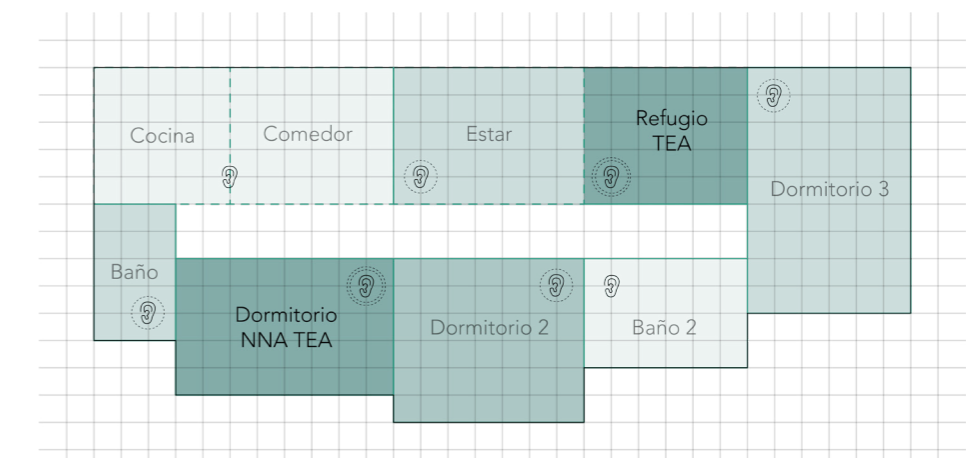 Cocina
Comedor
Estar
Refugio
TEA
Dormitorio 3
Baño
Dormitorio
NNA TEA
Dormitorio 2
Baño 2